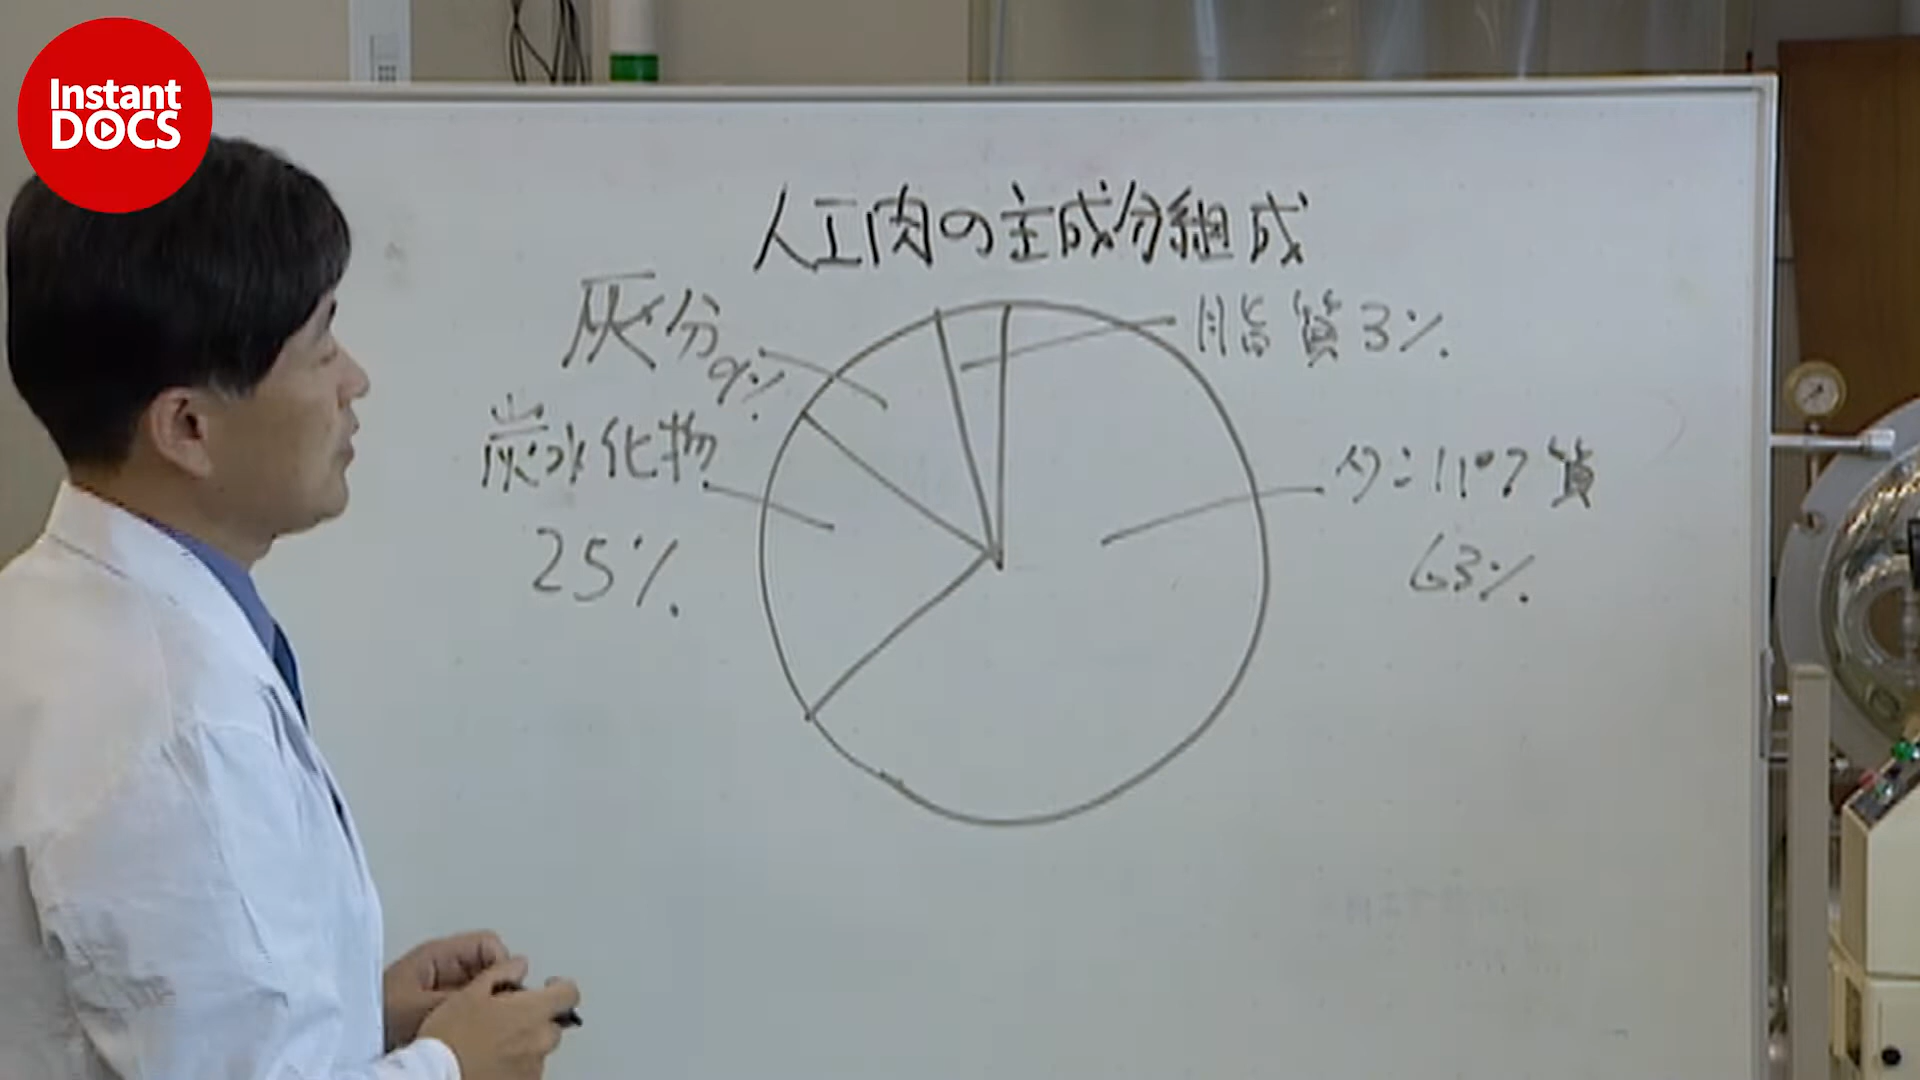 Instant
DOCS
人工肉の主成分組成
灰分
9%
脂質3%
炭水化物
25%
タンパク質
63%